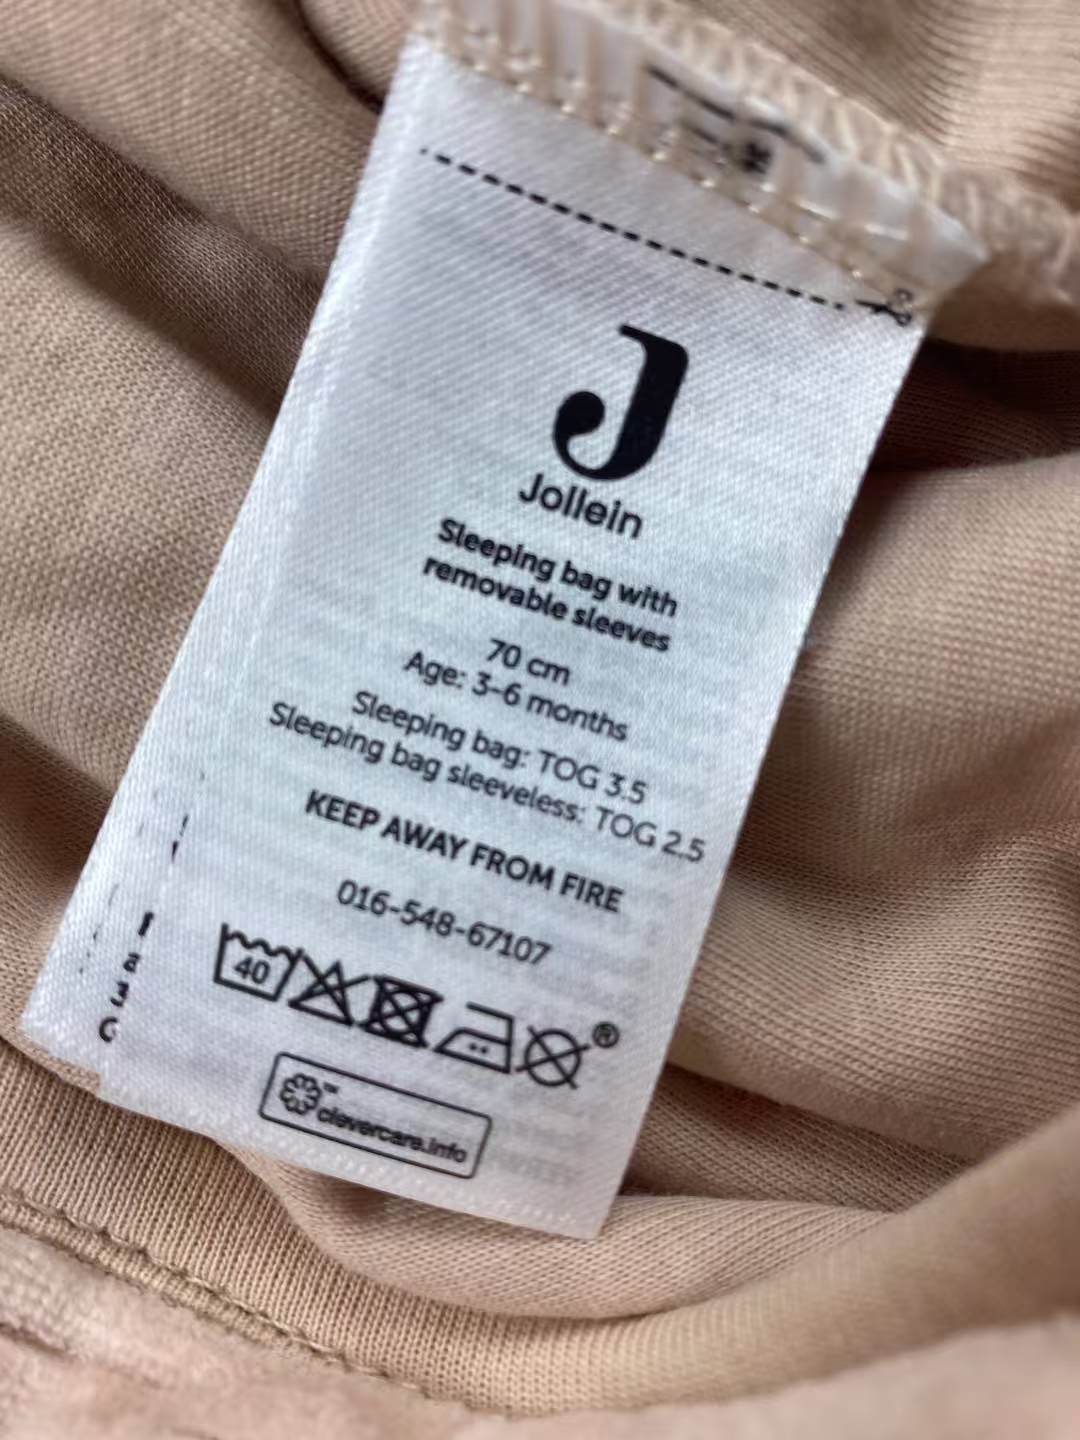 J
Jollein
Sleeping bag with
removable sleeves
70 cm
Age: 3-6 months
Sleeping bag: TOG 3.5
Sleeping bag sleeveless: TOG 2.5
KEEP AWAY FROM FIRE
016-548-67107
40
®
™
clevercare.info